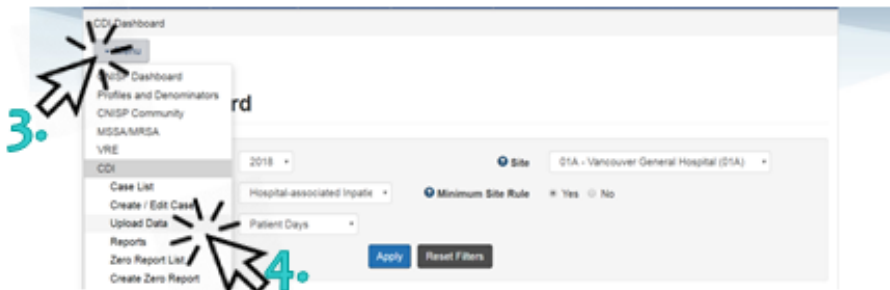 CDI Dashboard
CNISP Dashboard
Profiles and Denominators
rd
CNISP Community
3.
MSSA/MRSA
VRE
2018
Site
01A - Vancouver General Hospital (01A)
CDI
Case List
Hospital-associated Inpatie
Minimum Site Rule
Yes
No
Create / Edit Case
Upload Data
Patient Days
Reports
Zero Report List
Apply
Reset Filters
4.
Create Zero Report